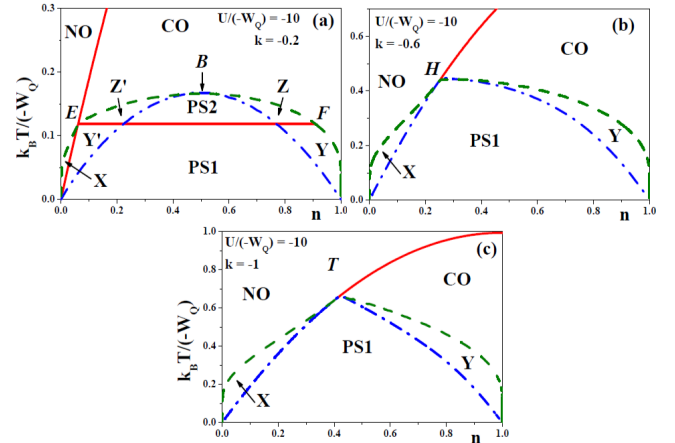 0.3
0.2
0.1
0.0
k_BT/(-W_Q)
NO
CO
U/(-W_Q) = -10
(a)
k = -0.2
B
Z'
Z
E
PS2
F
Y'
Y
PS1
X
0.0 0.2 0.4 0.6 0.8 n 1.0
0.6
0.4
0.2
0.0
k_BT/(-W_Q)
U/(-W_Q) = -10
(b)
k = -0.6
CO
H
NO
Y
PS1
X
0.0 0.2 0.4 0.6 0.8 n 1.0
1.0
0.8
0.6
0.4
0.2
0.0
k_BT/(-W_Q)
U/(-W_Q) = -10
(c)
k = -1
T
NO
CO
PS1
Y
X
0.0 0.2 0.4 0.6 0.8 n 1.0